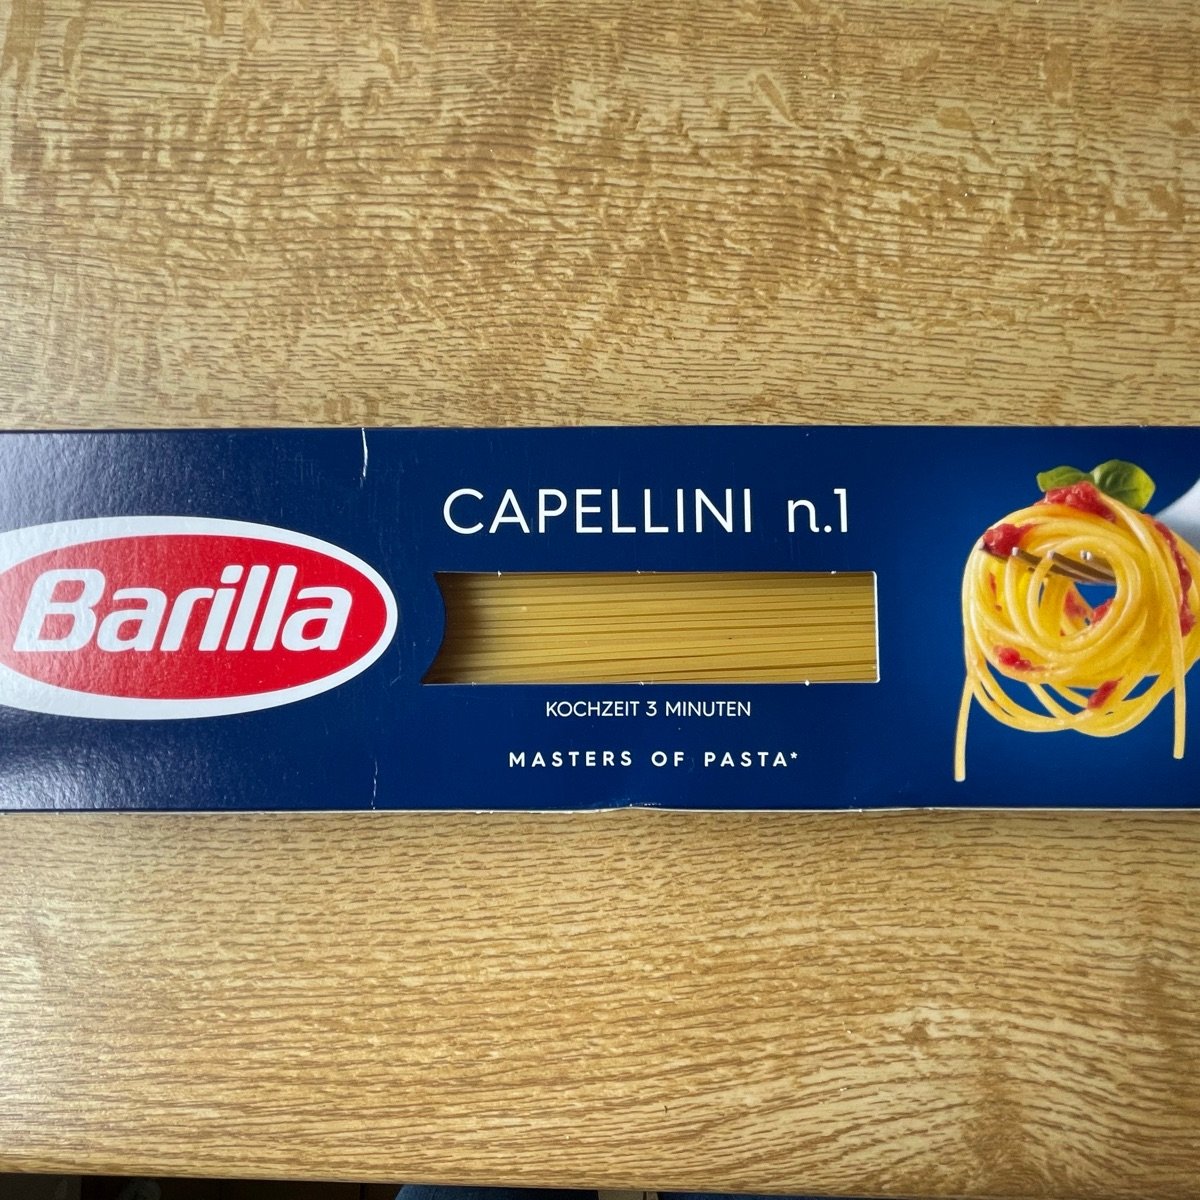 Barilla
CAPELLINI n.1
KOCHZEIT 3 MINUTEN
MASTERS OF PASTA*